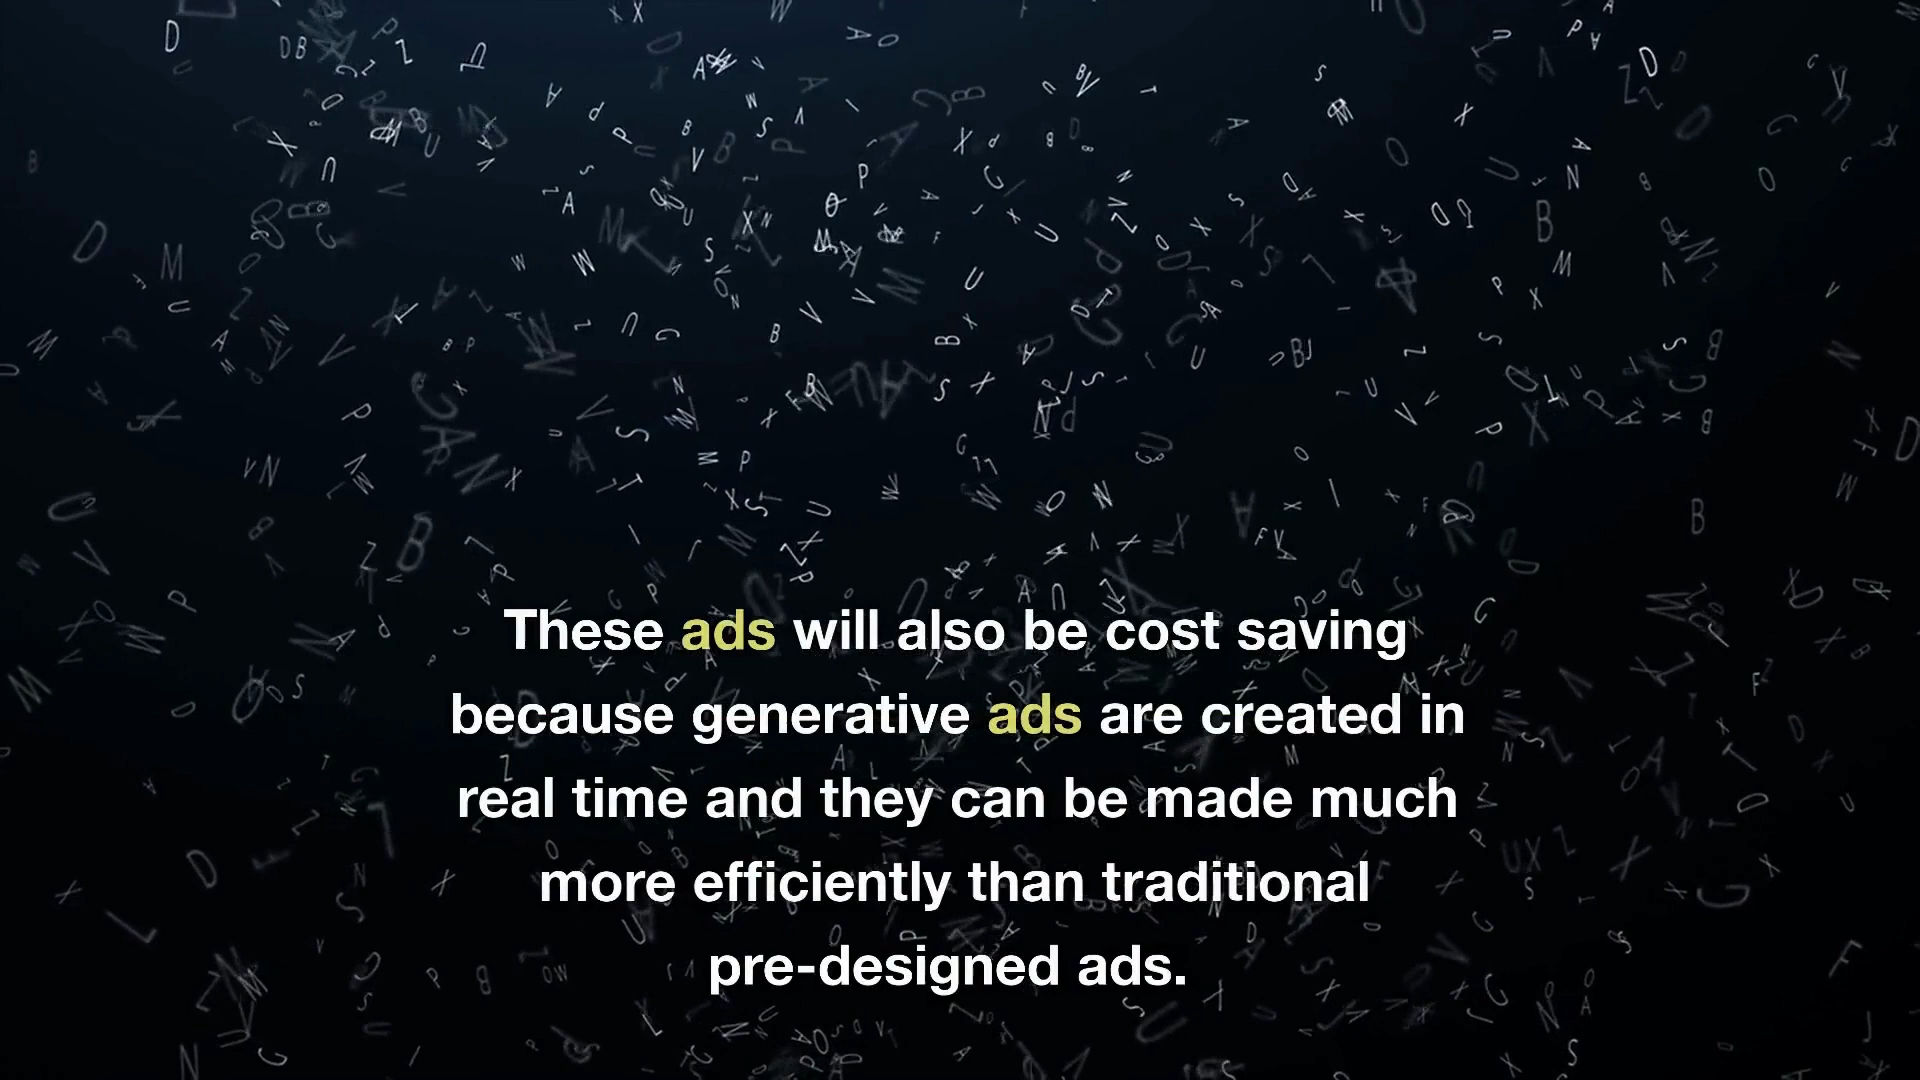 These ads will also be cost saving
because generative ads are created in
real time and they can be made much
more efficiently than traditional
pre-designed ads.